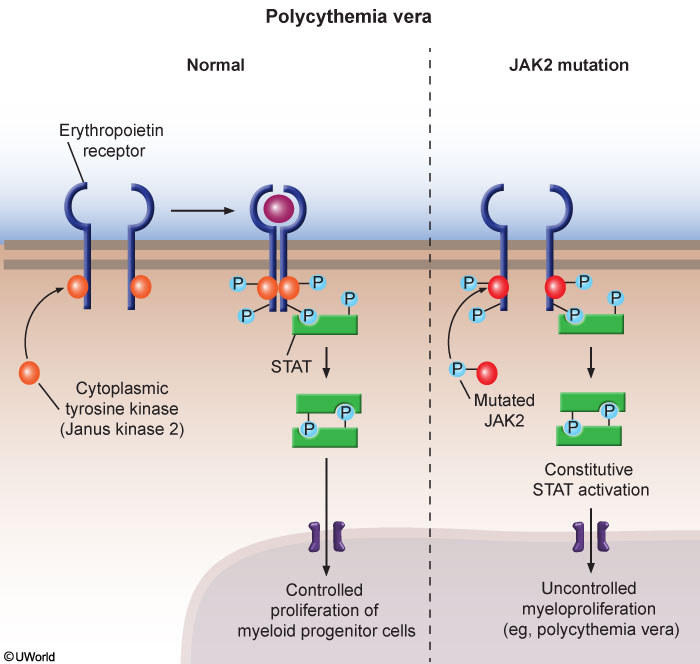 Polycythemia vera
Normal
JAK2 mutation
Erythropoietin
receptor
P
P
P
P
P
STAT
Cytoplasmic
tyrosine kinase
(Janus kinase 2)
P
P
Controlled
proliferation of
myeloid progenitor cells
P
P
P
P
P
Mutated
JAK2
P
P
Constitutive
STAT activation
Uncontrolled
myeloproliferation
(eg, polycythemia vera)
©UWorld